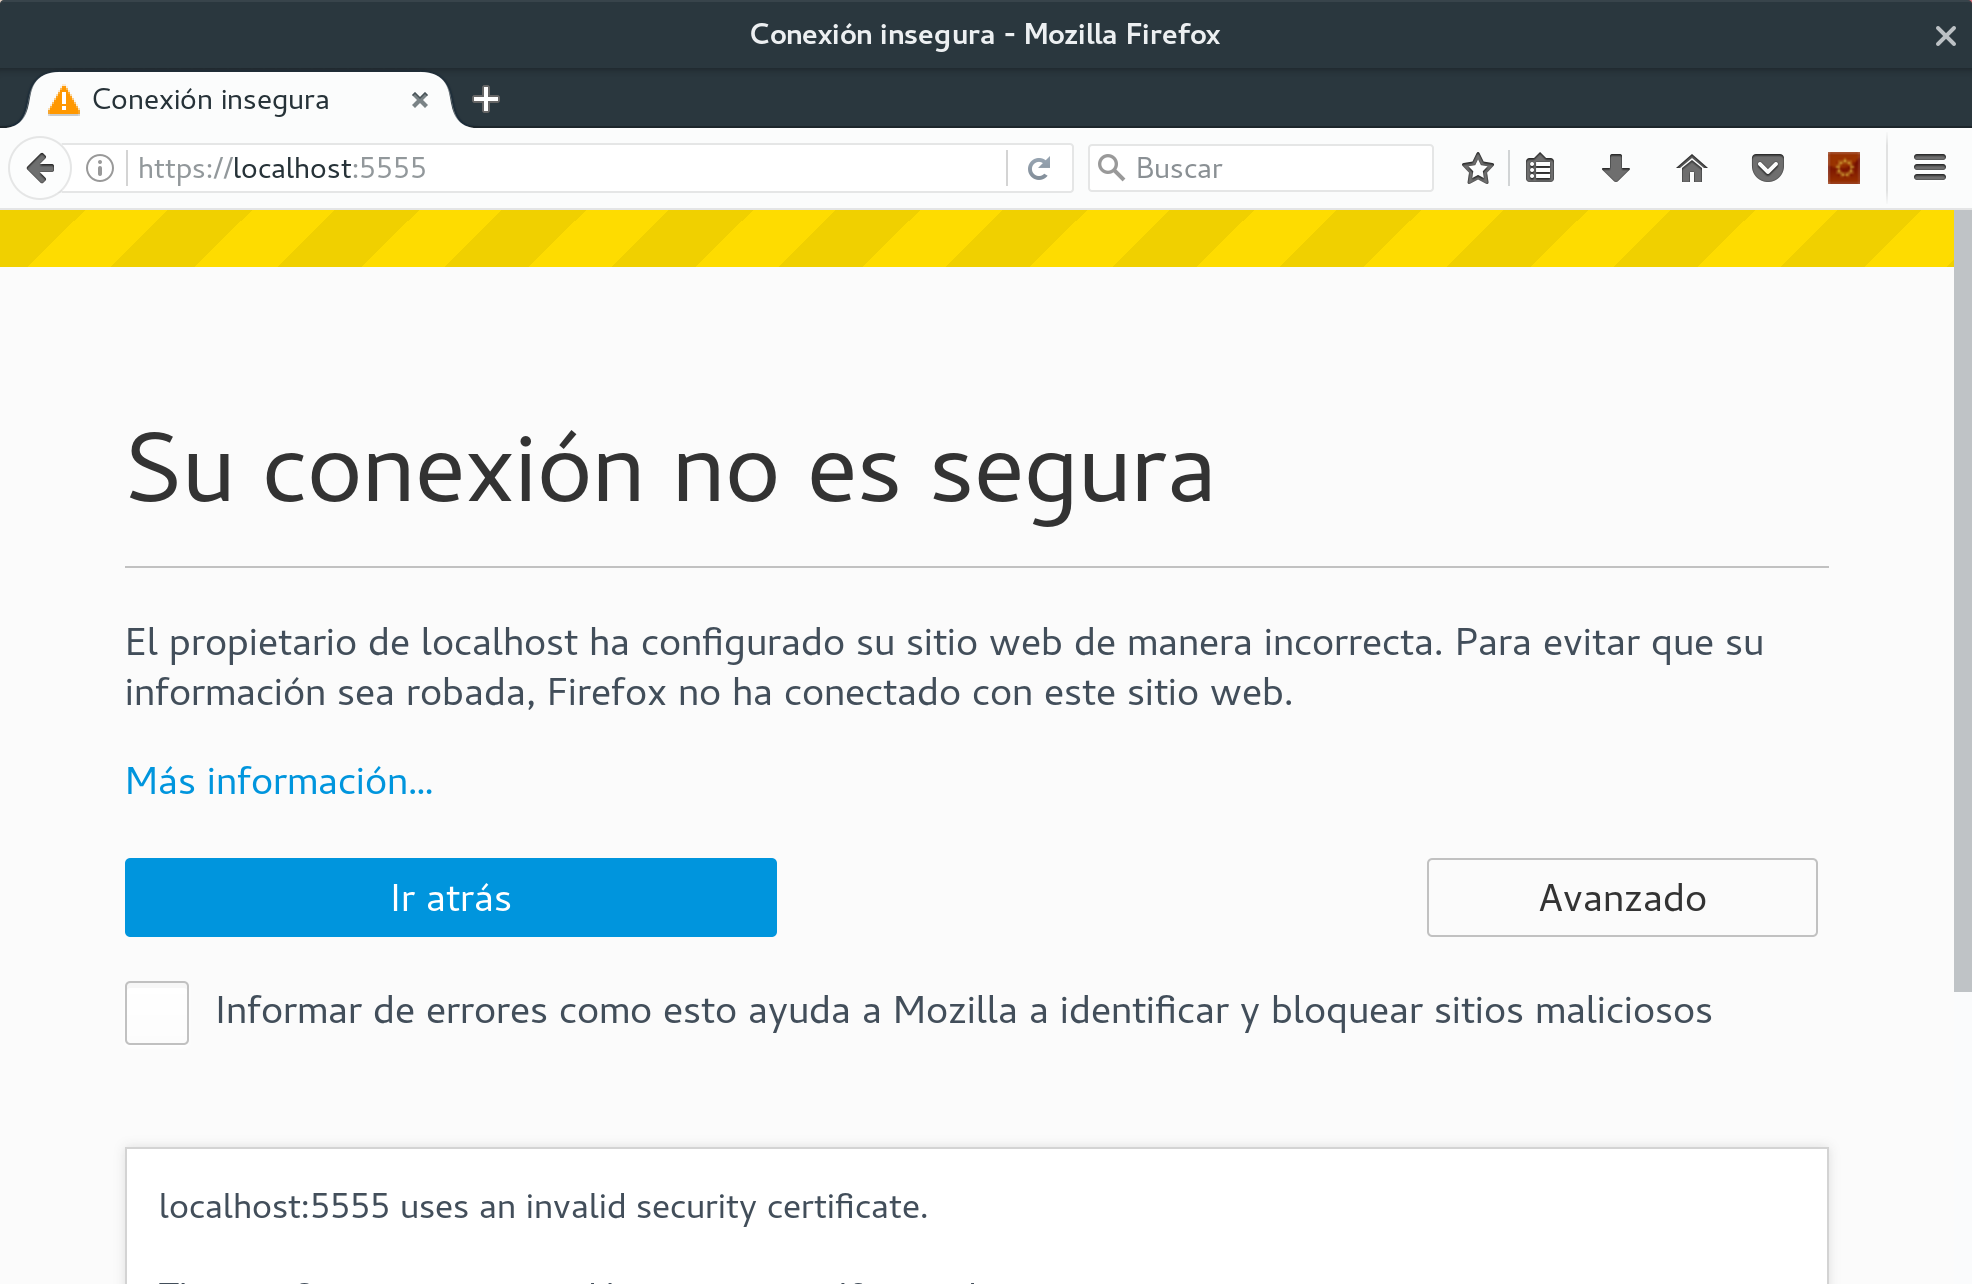 Conexión insegura - Mozilla Firefox
Conexión insegura
https://localhost:5555
Buscar
Su conexión no es segura
El propietario de localhost ha configurado su sitio web de manera incorrecta. Para evitar que su
información sea robada, Firefox no ha conectado con este sitio web.
Más información...
Ir atrás
Avanzado
Informar de errores como esto ayuda a Mozilla a identificar y bloquear sitios maliciosos
localhost:5555 uses an invalid security certificate.